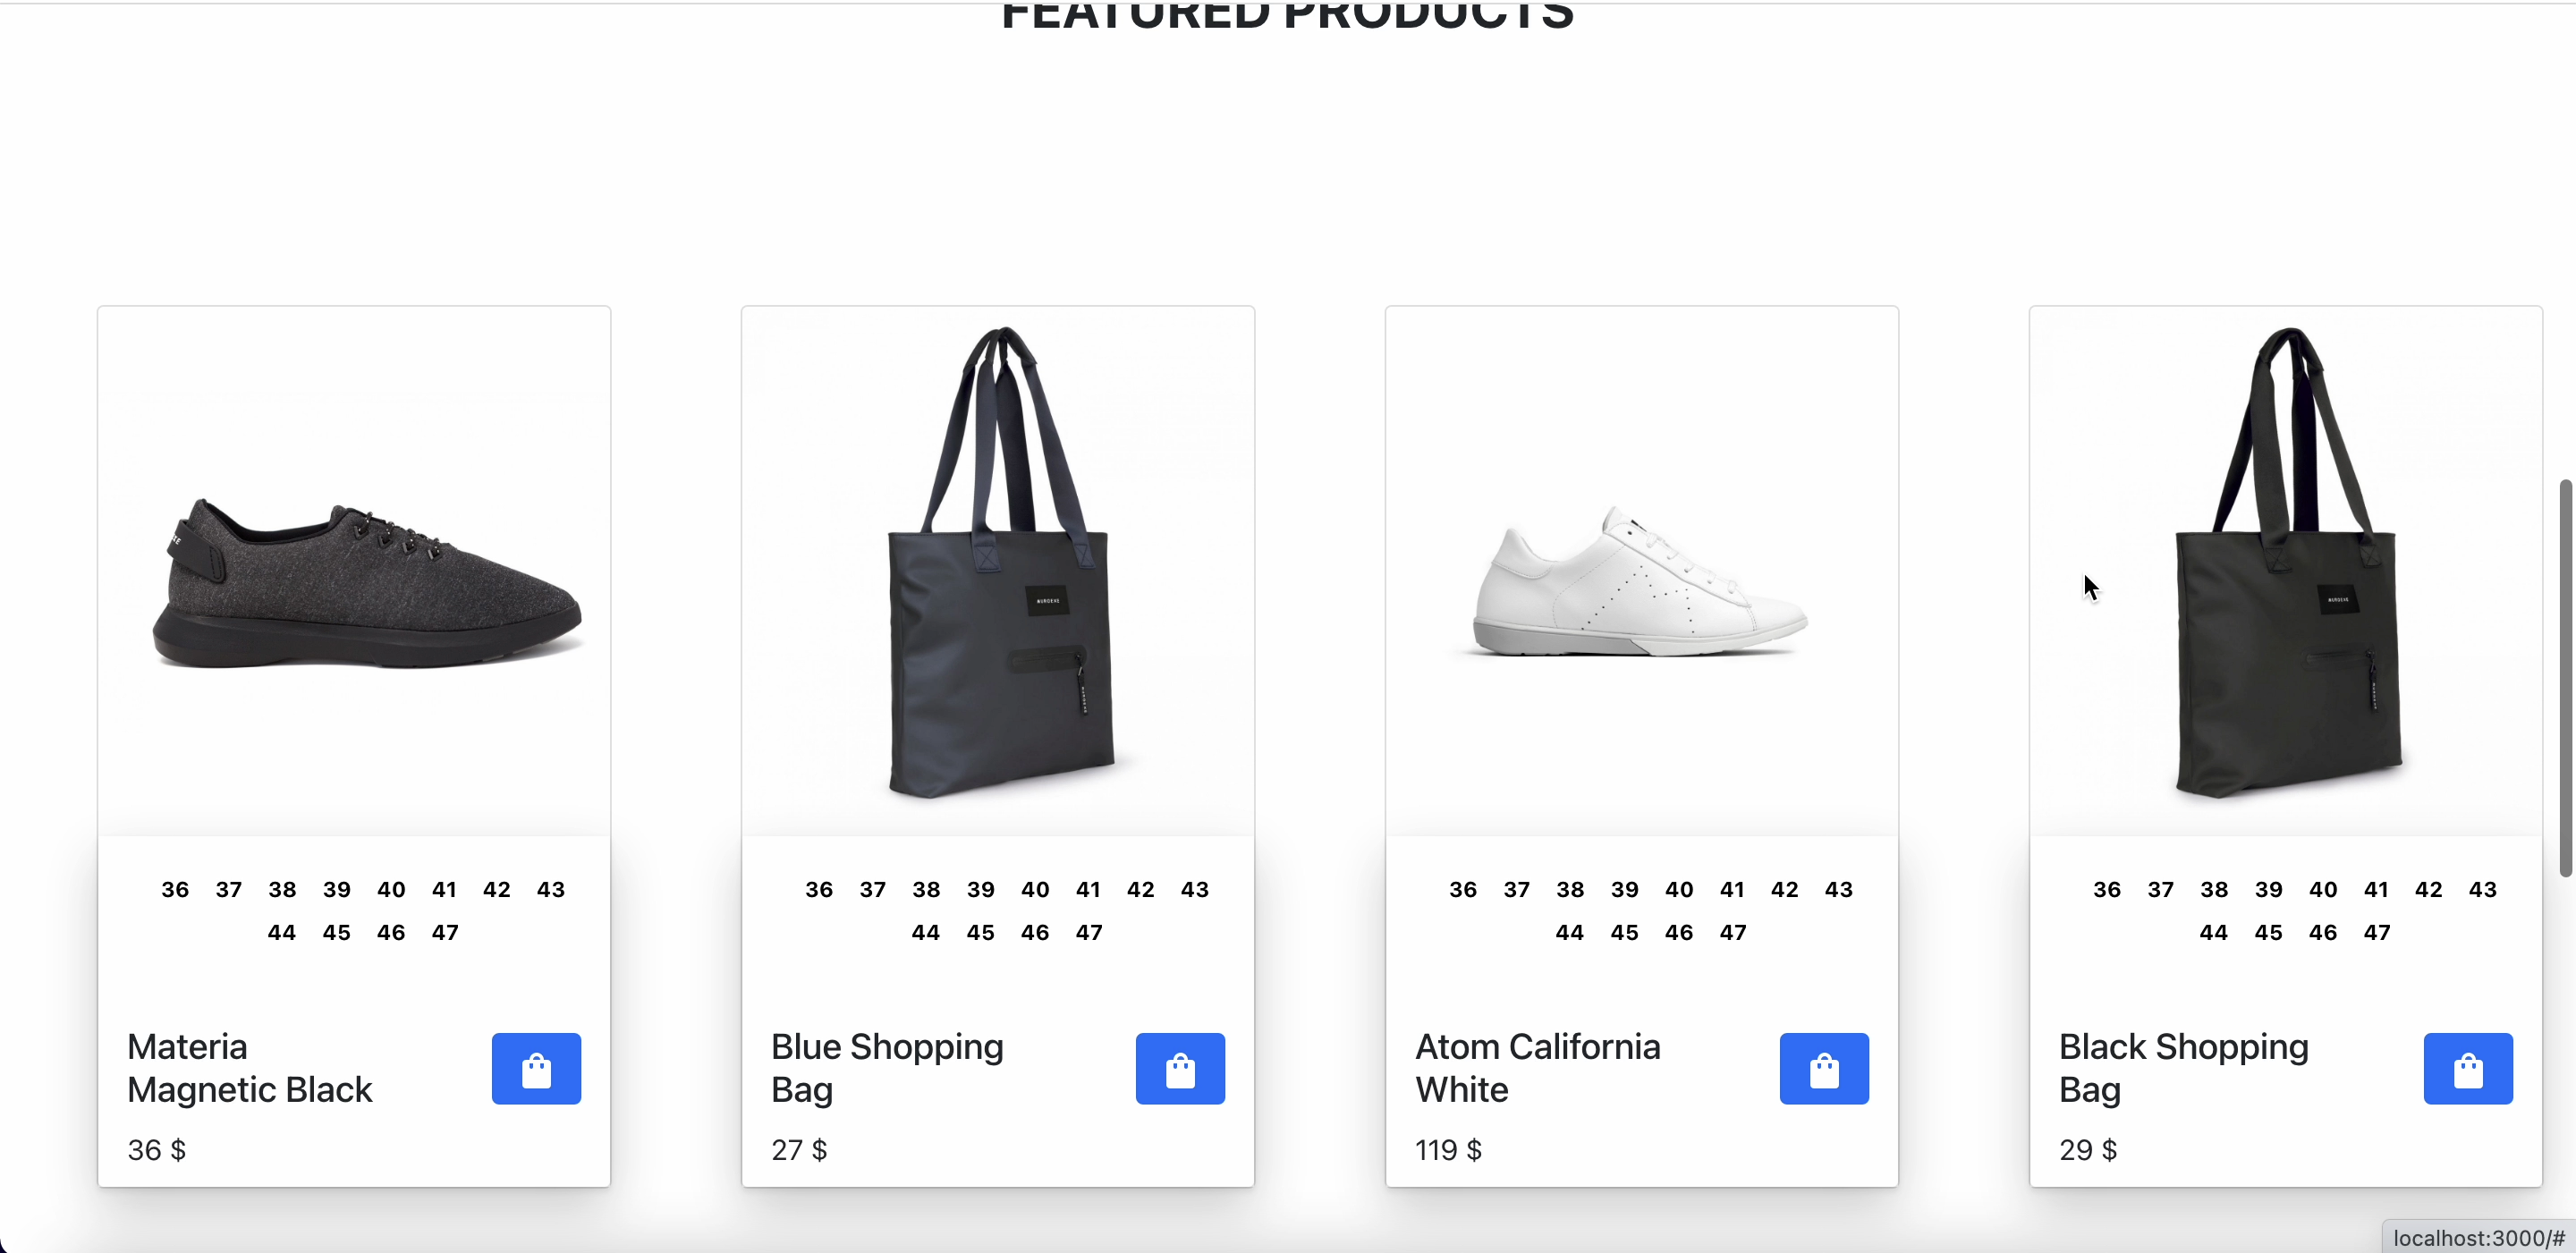 FEATURED PRODUCTS
MUROEXE
36 37 38 39 40 41 42 43
44 45 46 47
Materia
Magnetic Black
36 $
36 37 38 39 40 41 42 43
44 45 46 47
Blue Shopping
Bag
27 $
36 37 38 39 40 41 42 43
44 45 46 47
Atom California
White
119 $
MUROEXE
36 37 38 39 40 41 42 43
44 45 46 47
Black Shopping
Bag
29 $
localhost:3000/#